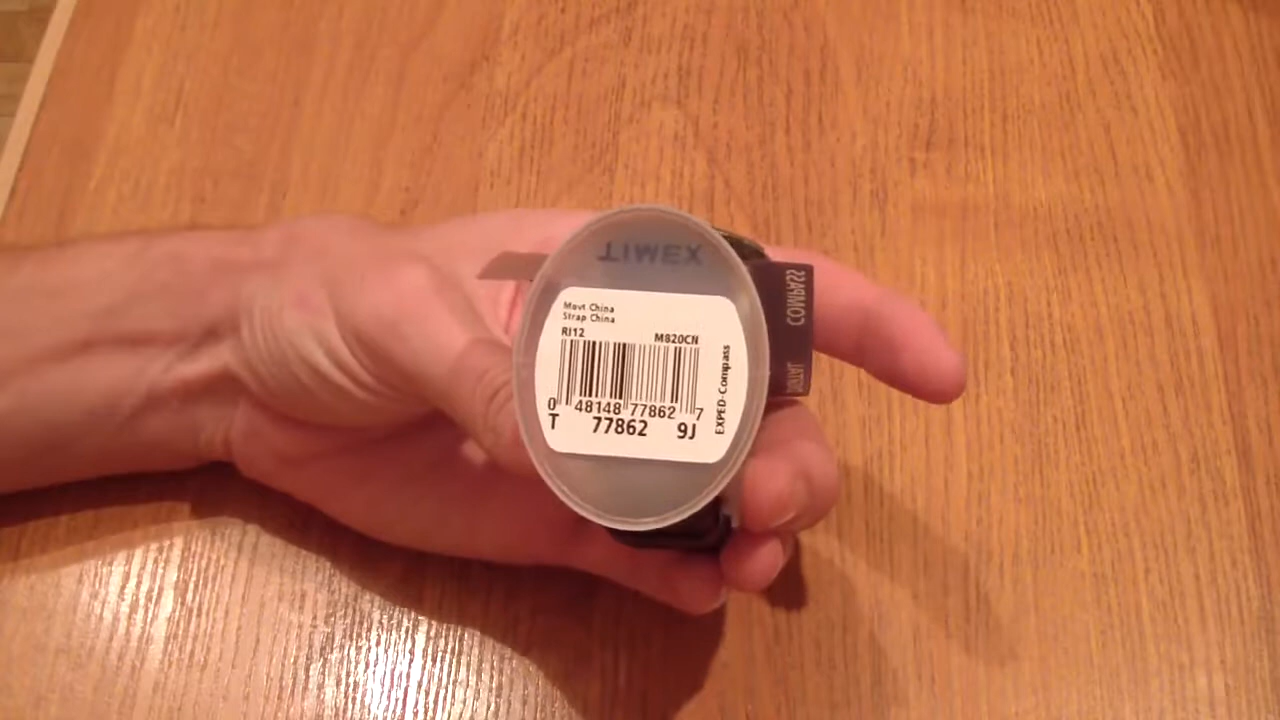 TIMEX
Movt China
Strap China
RI12 M820CN
0 48148 77862 7
T 77862 9J
EXPED-Compass
COMPASS